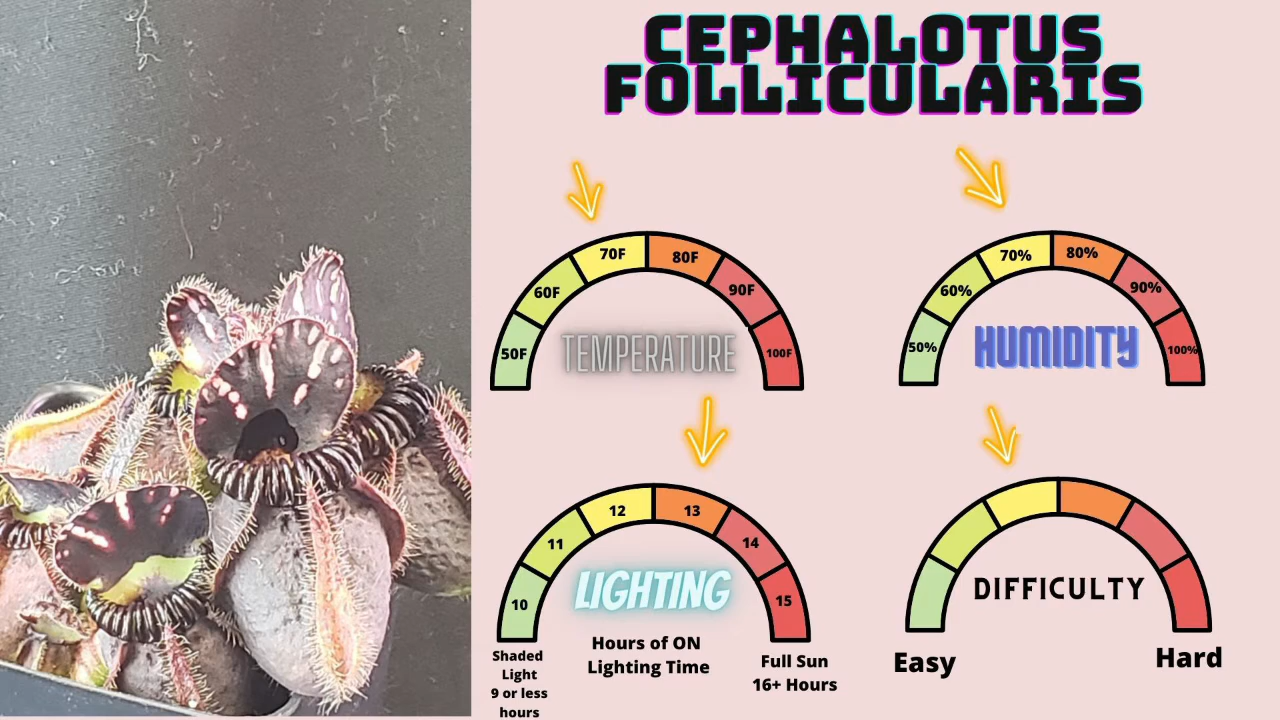 CEPHALOTUS
FOLLICULARIS
50F
60F
70F
80F
90F
100F
TEMPERATURE
50%
60%
70%
80%
90%
100%
HUMIDITY
10
11
12
13
14
15
LIGHTING
Hours of ON
Lighting Time
Shaded
Light
9 or less
hours
Full Sun
16+ Hours
DIFFICULTY
Easy
Hard